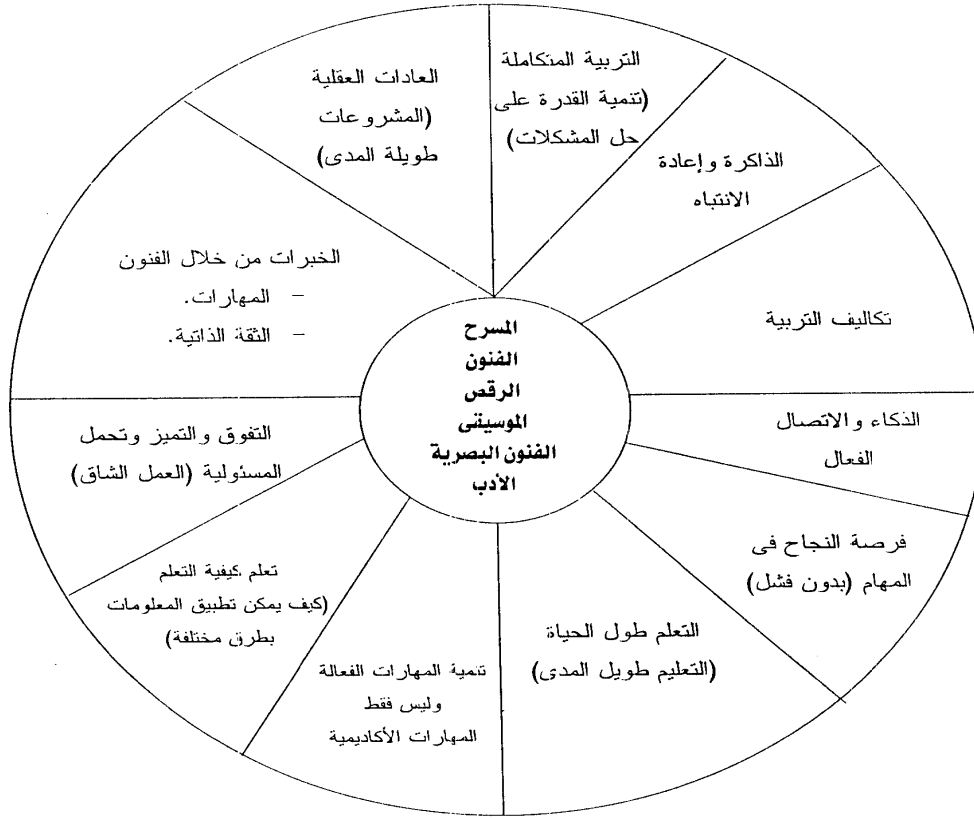 التربية المتكاملة
(تنمية القدرة على
حل المشكلات)
الذاكرة وإعادة
الانتباه
تكاليف التربية
الذكاء والاتصال
الفعال
فرصة النجاح فى
المهام (بدون فشل)
التعلم طول الحياة
(التعليم طويل المدى)
تنمية المهارات الفعالة
وليس فقط
المهارات الأكاديمية
تعلم كيفية التعلم
(كيف يمكن تطبيق المعلومات
بطرق مختلفة)
التفوق والتميز وتحمل
المسئولية (العمل الشاق)
الخبرات من خلال الفنون
- المهارات.
- الثقة الذاتية.
العادات العقلية
(المشروعات
طويلة المدى)
المسرح
الفنون
الرقص
الموسيقى
الفنون البصرية
الأدب